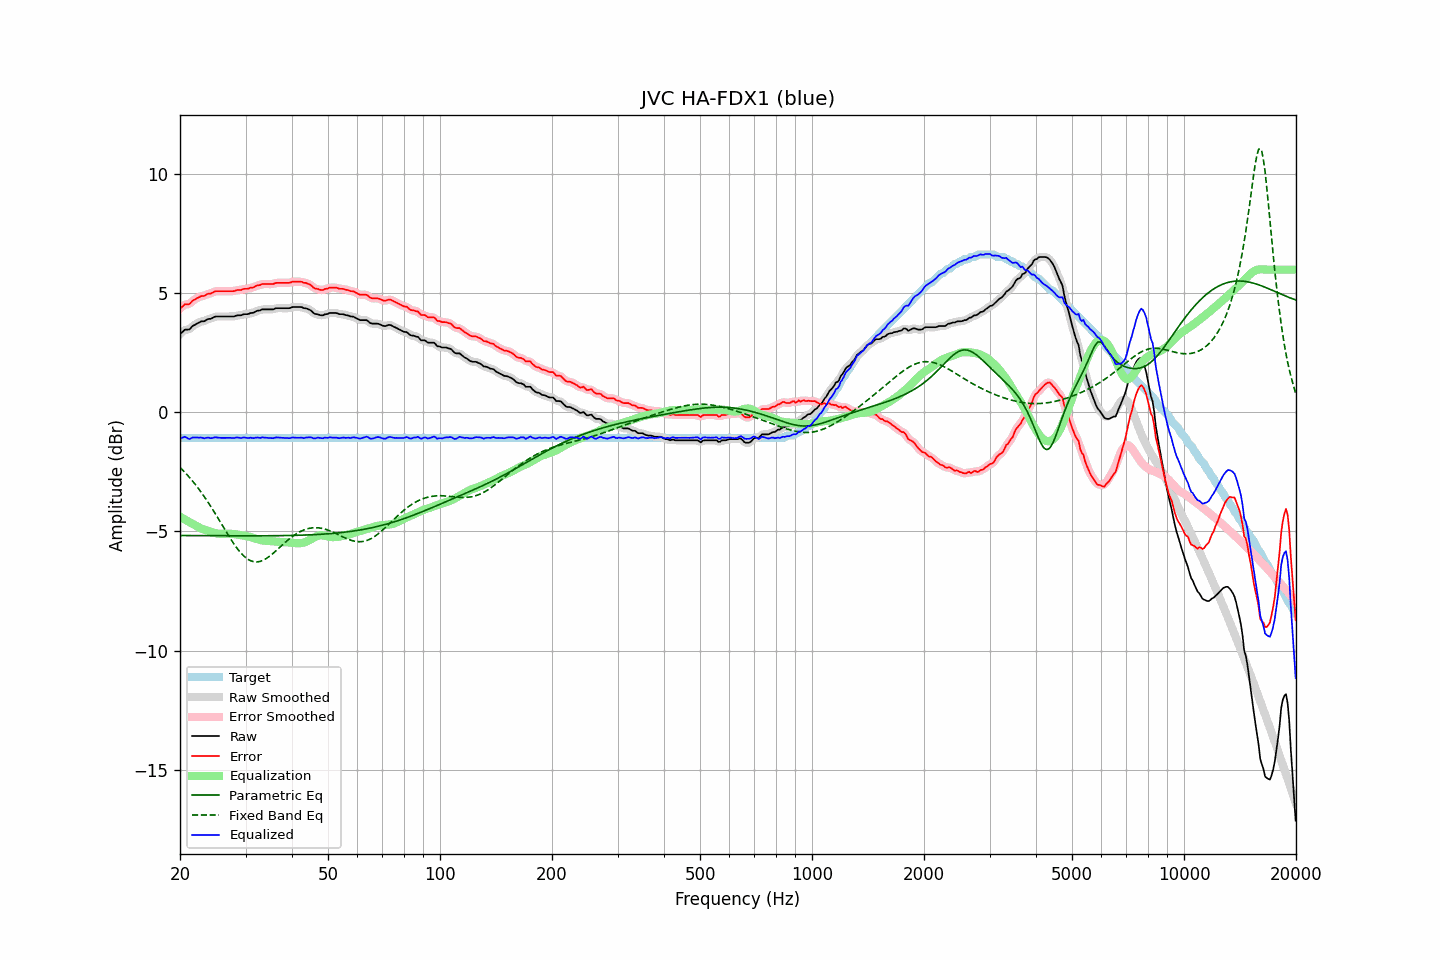 JVC HA-FDX1 (blue)
Amplitude (dBr)
10
5
0
−5
−10
−15
Target
Raw Smoothed
Error Smoothed
Raw
Error
Equalization
Parametric Eq
Fixed Band Eq
Equalized
20 50 100 200 500 1000 2000 5000 10000 20000
Frequency (Hz)